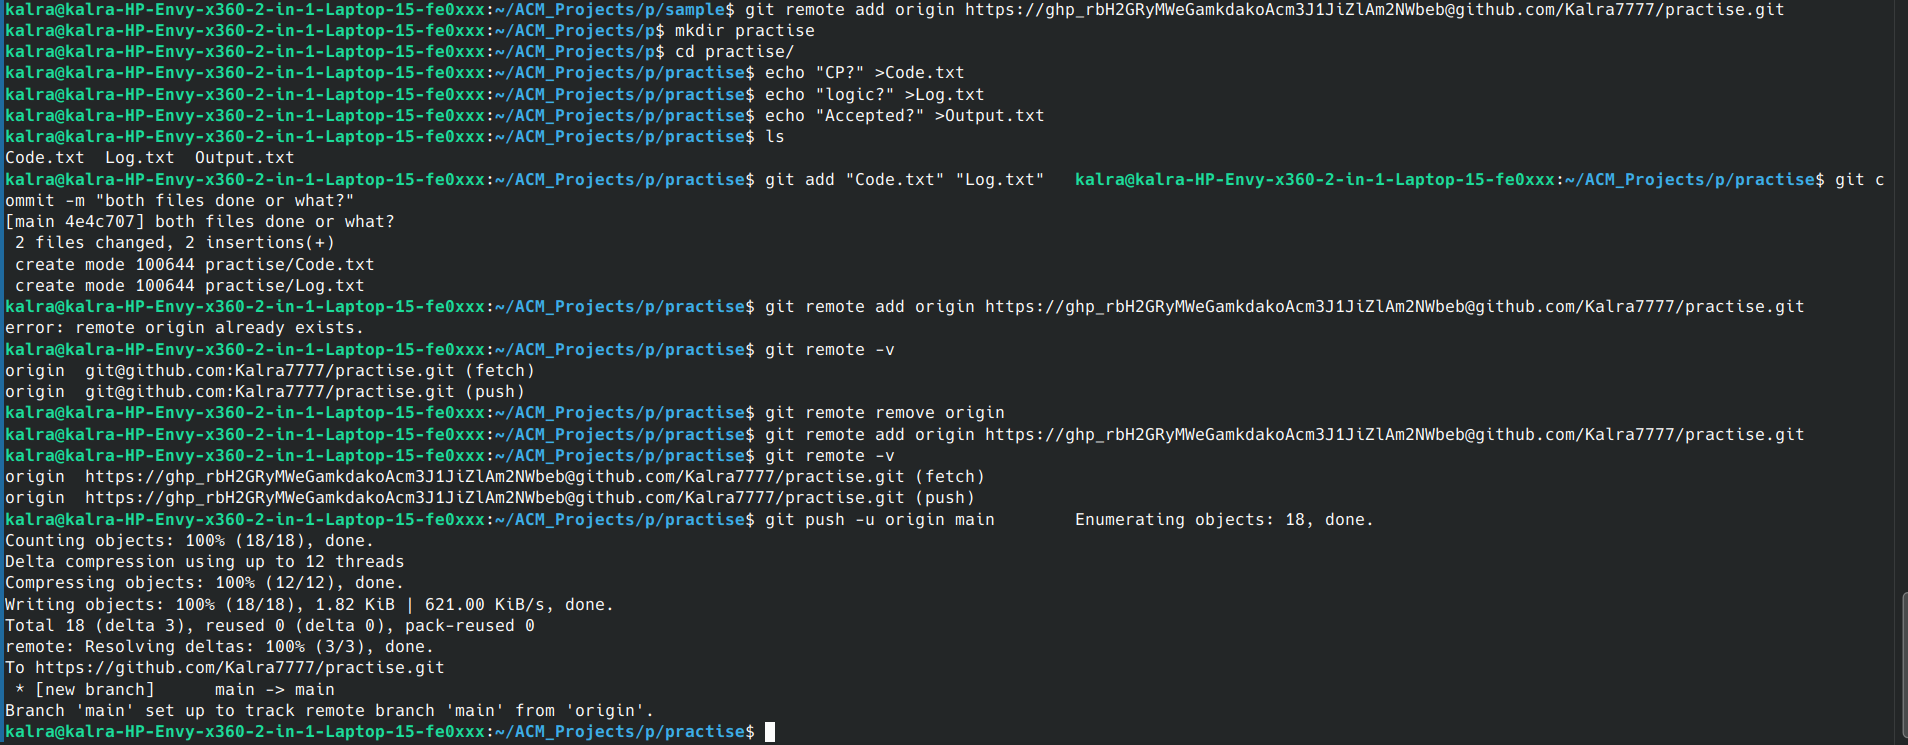 kalra@kalra-HP-Envy-x360-2-in-1-Laptop-15-fe0xxx:~/ACM_Projects/p/sample$ git remote add origin https://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@github.com/Kalra7777/practise.git
kalra@kalra-HP-Envy-x360-2-in-1-Laptop-15-fe0xxx:~/ACM_Projects/p$ mkdir practise
kalra@kalra-HP-Envy-x360-2-in-1-Laptop-15-fe0xxx:~/ACM_Projects/p$ cd practise/
kalra@kalra-HP-Envy-x360-2-in-1-Laptop-15-fe0xxx:~/ACM_Projects/p/practise$ echo "CP?" >Code.txt
kalra@kalra-HP-Envy-x360-2-in-1-Laptop-15-fe0xxx:~/ACM_Projects/p/practise$ echo "logic?" >Log.txt
kalra@kalra-HP-Envy-x360-2-in-1-Laptop-15-fe0xxx:~/ACM_Projects/p/practise$ echo "Accepted?" >Output.txt
kalra@kalra-HP-Envy-x360-2-in-1-Laptop-15-fe0xxx:~/ACM_Projects/p/practise$ ls
Code.txt  Log.txt  Output.txt
kalra@kalra-HP-Envy-x360-2-in-1-Laptop-15-fe0xxx:~/ACM_Projects/p/practise$ git add "Code.txt" "Log.txt"   kalra@kalra-HP-Envy-x360-2-in-1-Laptop-15-fe0xxx:~/ACM_Projects/p/practise$ git c
ommit -m "both files done or what?"
[main 4e4c707] both files done or what?
 2 files changed, 2 insertions(+)
 create mode 100644 practise/Code.txt
 create mode 100644 practise/Log.txt
kalra@kalra-HP-Envy-x360-2-in-1-Laptop-15-fe0xxx:~/ACM_Projects/p/practise$ git remote add origin https://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@github.com/Kalra7777/practise.git
error: remote origin already exists.
kalra@kalra-HP-Envy-x360-2-in-1-Laptop-15-fe0xxx:~/ACM_Projects/p/practise$ git remote -v
origin  git@github.com:Kalra7777/practise.git (fetch)
origin  git@github.com:Kalra7777/practise.git (push)
kalra@kalra-HP-Envy-x360-2-in-1-Laptop-15-fe0xxx:~/ACM_Projects/p/practise$ git remote remove origin
kalra@kalra-HP-Envy-x360-2-in-1-Laptop-15-fe0xxx:~/ACM_Projects/p/practise$ git remote add origin https://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@github.com/Kalra7777/practise.git
kalra@kalra-HP-Envy-x360-2-in-1-Laptop-15-fe0xxx:~/ACM_Projects/p/practise$ git remote -v
origin  https://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@github.com/Kalra7777/practise.git (fetch)
origin  https://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@github.com/Kalra7777/practise.git (push)
kalra@kalra-HP-Envy-x360-2-in-1-Laptop-15-fe0xxx:~/ACM_Projects/p/practise$ git push -u origin main        Enumerating objects: 18, done.
Counting objects: 100% (18/18), done.
Delta compression using up to 12 threads
Compressing objects: 100% (12/12), done.
Writing objects: 100% (18/18), 1.82 KiB | 621.00 KiB/s, done.
Total 18 (delta 3), reused 0 (delta 0), pack-reused 0
remote: Resolving deltas: 100% (3/3), done.
To https://github.com/Kalra7777/practise.git
 * [new branch]      main -> main
Branch 'main' set up to track remote branch 'main' from 'origin'.
kalra@kalra-HP-Envy-x360-2-in-1-Laptop-15-fe0xxx:~/ACM_Projects/p/practise$